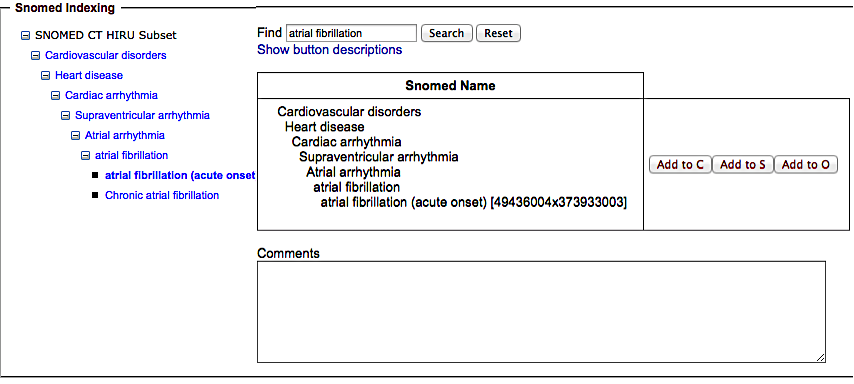 Snomed Indexing
SNOMED CT HIRU Subset
Cardiovascular disorders
Heart disease
Cardiac arrhythmia
Supraventricular arrhythmia
Atrial arrhythmia
atrial fibrillation
atrial fibrillation (acute onset
Chronic atrial fibrillation
Find atrial fibrillation Search Reset
Show button descriptions
Snomed Name
Cardiovascular disorders
Heart disease
Cardiac arrhythmia
Supraventricular arrhythmia
Atrial arrhythmia
atrial fibrillation
atrial fibrillation (acute onset) [49436004x373933003]
Add to C Add to S Add to O
Comments